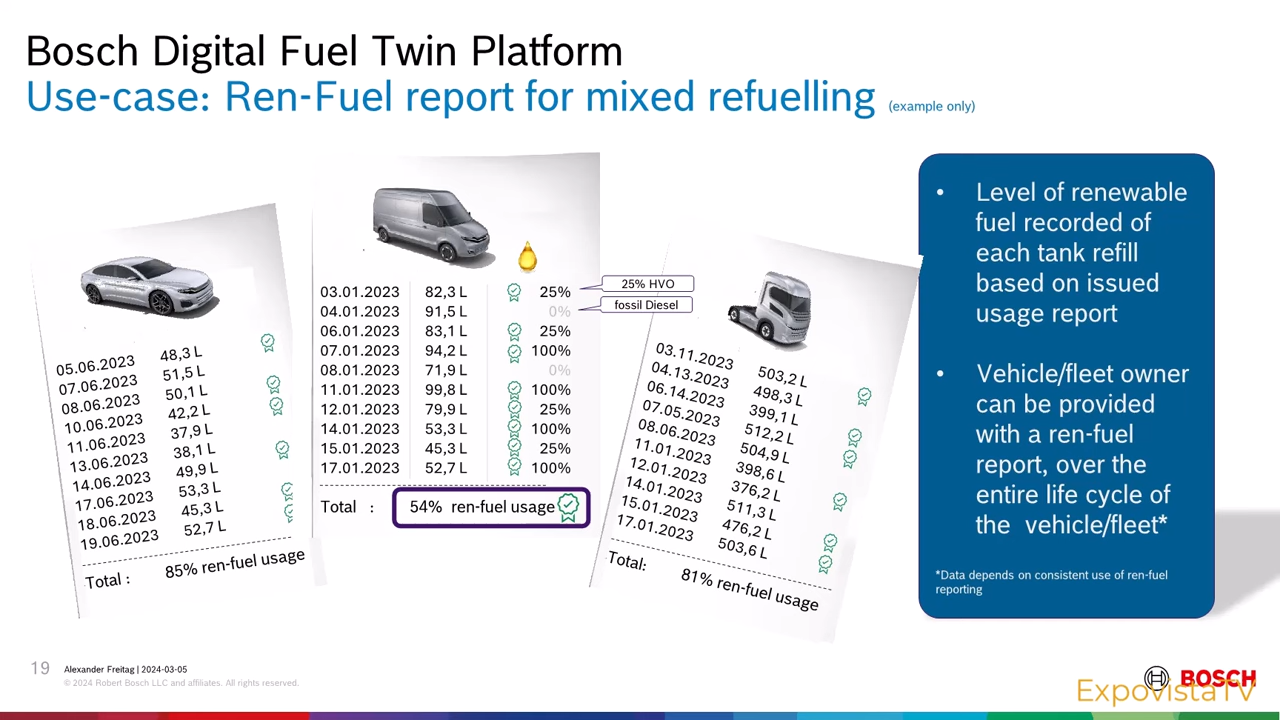 Bosch Digital Fuel Twin Platform
Use-case: Ren-Fuel report for mixed refuelling (example only)
05.06.2023 48,3 L
07.06.2023 51,5 L
08.06.2023 50,1 L
10.06.2023 42,2 L
11.06.2023 37,9 L
13.06.2023 38,1 L
14.06.2023 49,9 L
17.06.2023 53,3 L
18.06.2023 45,3 L
19.06.2023 52,7 L
Total : 85% ren-fuel usage
03.01.2023 82,3 L 25%
04.01.2023 91,5 L 0%
06.01.2023 83,1 L 25%
07.01.2023 94,2 L 100%
08.01.2023 71,9 L 0%
11.01.2023 99,8 L 100%
12.01.2023 79,9 L 25%
14.01.2023 53,3 L 100%
15.01.2023 45,3 L 25%
17.01.2023 52,7 L 100%
Total : 54% ren-fuel usage
25% HVO
fossil Diesel
03.11.2023 503,2 L
04.13.2023 498,3 L
06.14.2023 399,1 L
07.05.2023 512,2 L
08.06.2023 504,9 L
11.01.2023 398,6 L
12.01.2023 376,2 L
14.01.2023 511,3 L
15.01.2023 476,2 L
17.01.2023 503,6 L
Total: 81% ren-fuel usage
• Level of renewable
fuel recorded of
each tank refill
based on issued
usage report
• Vehicle/fleet owner
can be provided
with a ren-fuel
report, over the
entire life cycle of
the vehicle/fleet*
*Data depends on consistent use of ren-fuel
reporting
19 Alexander Freitag | 2024-03-05
© 2024 Robert Bosch LLC and affiliates. All rights reserved.
BOSCH
ExpovistaTV